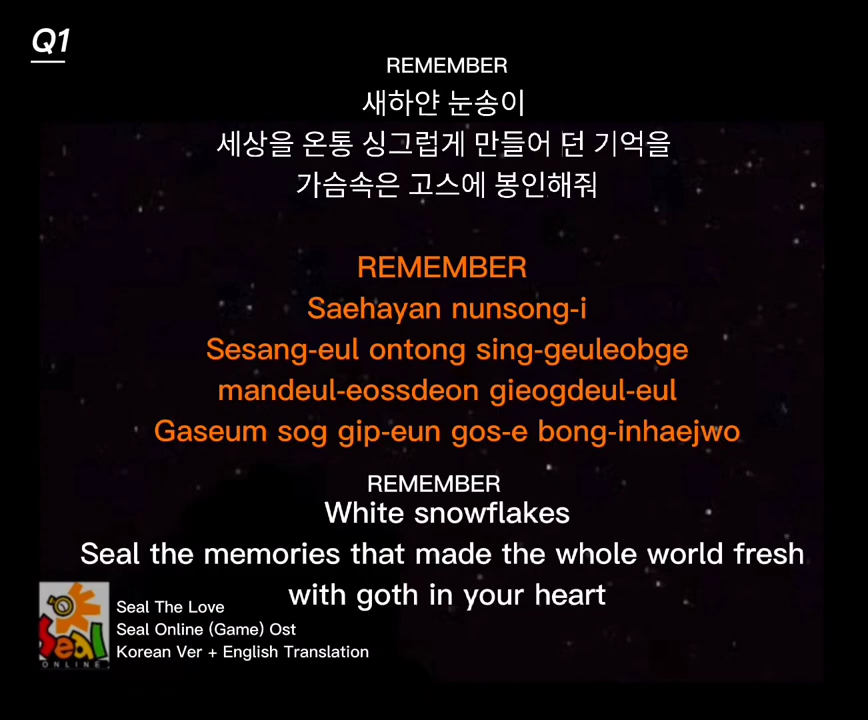 Q1
REMEMBER
새하얀 눈송이
세상을 온통 싱그럽게 만들어 던 기억을
가슴속은 고스에 봉인해줘
REMEMBER
Saehayan nunsong-i
Sesang-eul ontong sing-geuleobge
mandeul-eossdeon gieogdeul-eul
Gaseum sog gip-eun gos-e bong-inhaejwo
REMEMBER
White snowflakes
Seal the memories that made the whole world fresh
with goth in your heart
Seal
ONLINE
Seal The Love
Seal Online (Game) Ost
Korean Ver + English Translation